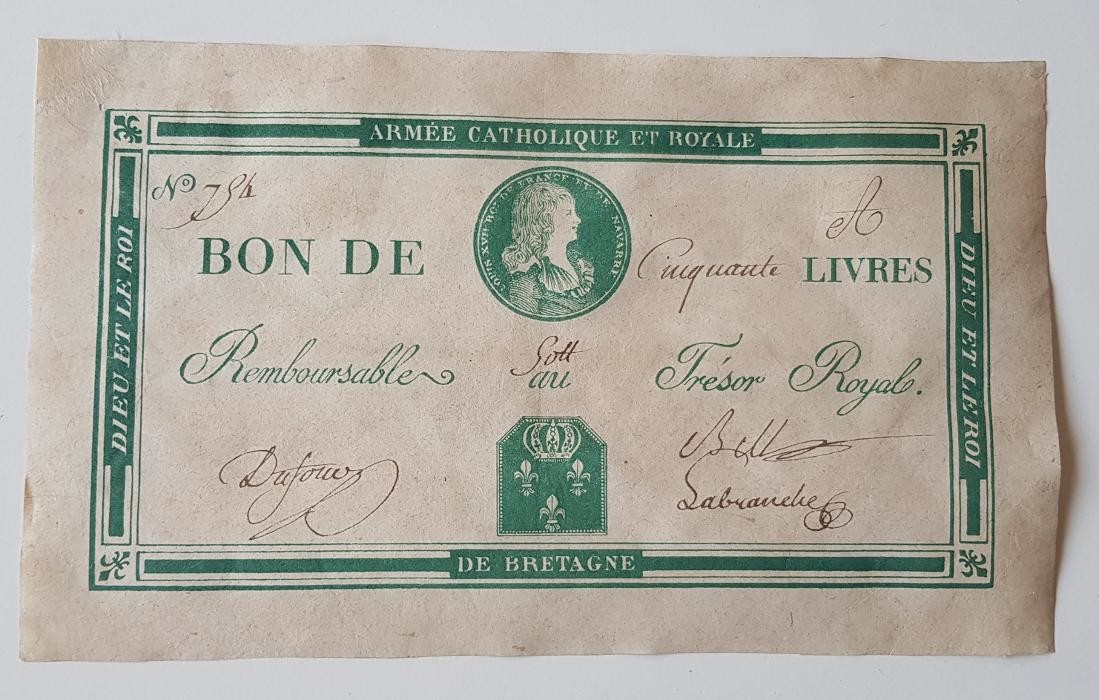 ARMÉE CATHOLIQUE ET ROYALE
DIEU ET LE ROI
DIEU ET LE ROI
Nº 754
A
LOUIS XVII ROI DE FRANCE ET DE NAVARRE
BON DE Cinquante LIVRES
Remboursable au Trésor Royal.
Dufour
Labranche
DE BRETAGNE